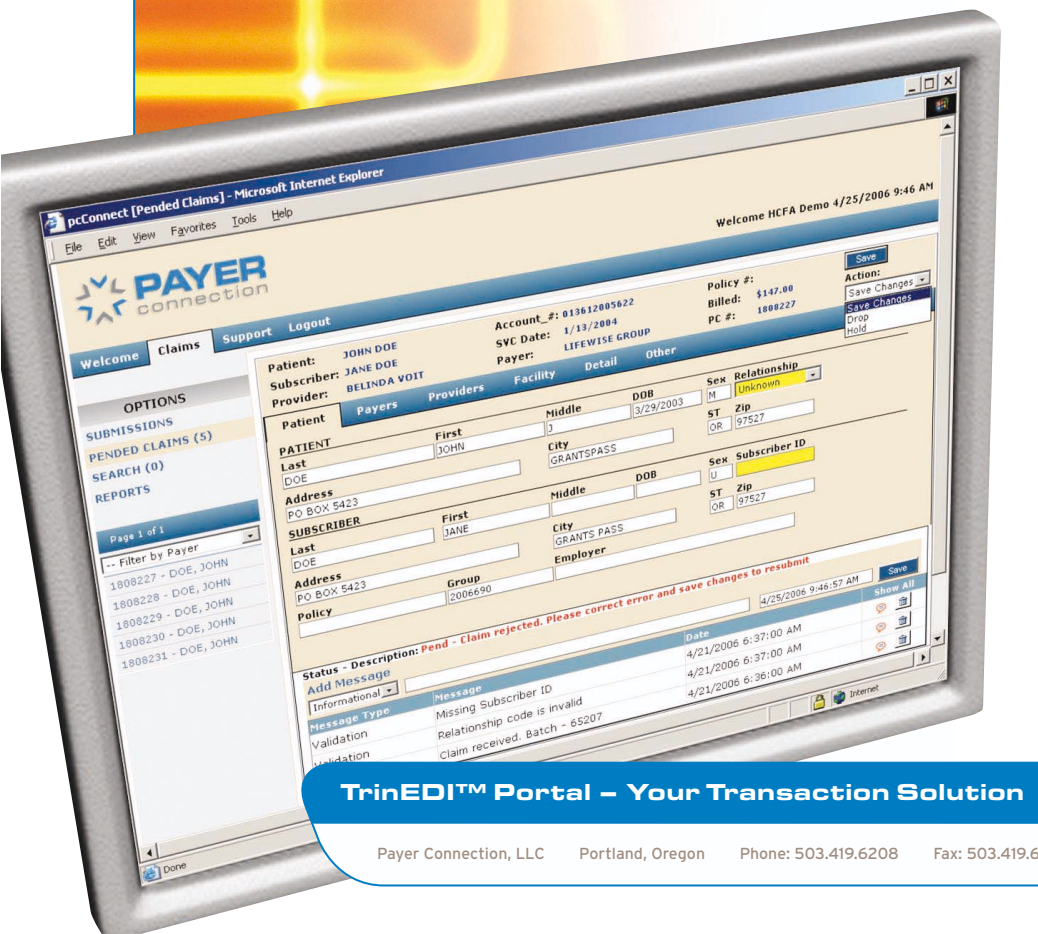 pcConnect [Pended Claims] - Microsoft Internet Explorer
File Edit View Favorites Tools Help
Welcome HCFA Demo 4/25/2006 9:46 AM
PAYER
connection
Welcome Claims Support Logout
Patient: JOHN DOE Account_#: 013612005622 Policy #:
Subscriber: JANE DOE SVC Date: 1/13/2004 Billed: $147.00
Provider: BELINDA VOIT Payer: LIFEWISE GROUP PC #: 1808227
Save
Action:
Save Changes
Save Changes
Drop
Hold
OPTIONS
SUBMISSIONS
PENDED CLAIMS (5)
SEARCH (0)
REPORTS
Page 1 of 1
-- Filter by Payer
1808227 - DOE, JOHN
1808228 - DOE, JOHN
1808229 - DOE, JOHN
1808230 - DOE, JOHN
1808231 - DOE, JOHN
Patient Payers Providers Facility Detail Other
PATIENT
Last First Middle DOB Sex Relationship
DOE JOHN J 3/29/2003 M Unknown
Address City ST Zip
PO BOX 5423 GRANTSPASS OR 97527
SUBSCRIBER
Last First Middle DOB Sex Subscriber ID
DOE JANE U
Address City ST Zip
PO BOX 5423 GRANTS PASS OR 97527
Policy Group Employer
2006690
Status - Description: Pend - Claim rejected. Please correct error and save changes to resubmit
Add Message
Informational 4/25/2006 9:46:57 AM Save
Message Type Message Date Show All
Validation Missing Subscriber ID 4/21/2006 6:37:00 AM
Validation Relationship code is invalid 4/21/2006 6:37:00 AM
Validation Claim received. Batch - 65207 4/21/2006 6:36:00 AM
Done Internet
TrinEDI™ Portal – Your Transaction Solution
Payer Connection, LLC Portland, Oregon Phone: 503.419.6208 Fax: 503.419.6